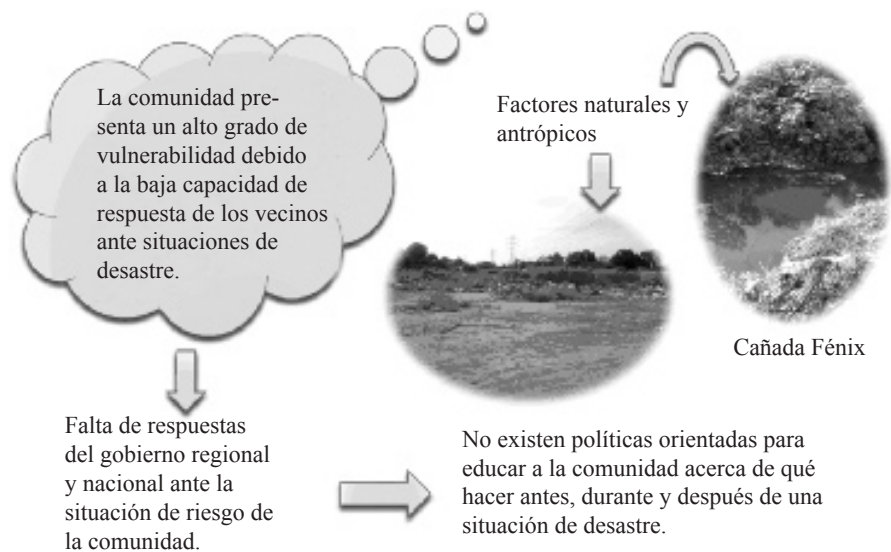 La comunidad pre-
senta un alto grado de
vulnerabilidad debido
a la baja capacidad de
respuesta de los vecinos
ante situaciones de
desastre.
Factores naturales y
antrópicos
Cañada Fénix
Falta de respuestas
del gobierno regional
y nacional ante la
situación de riesgo de
la comunidad.
No existen políticas orientadas para
educar a la comunidad acerca de qué
hacer antes, durante y después de una
situación de desastre.